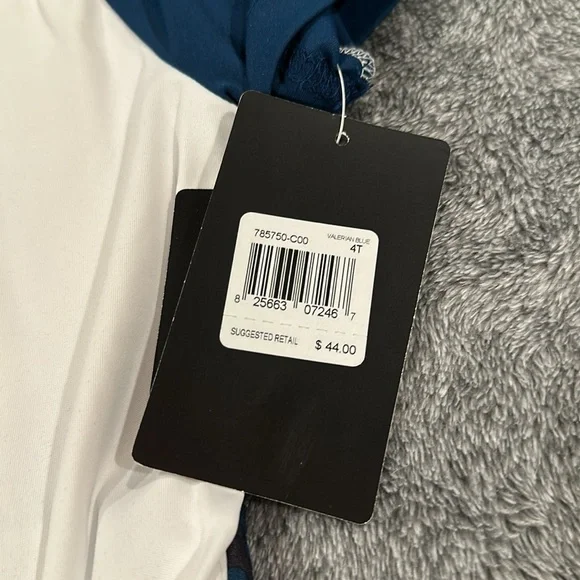 785750-C00 VALERIAN BLUE
4T
8 25663 07246 7
SUGGESTED RETAIL $ 44.00